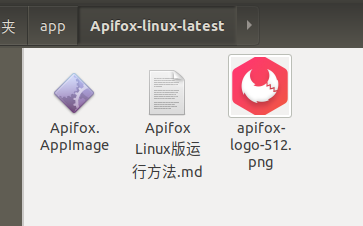 夹
app
Apifox-linux-latest
Apifox.
AppImage
Apifox
Linux版运
行方法.md
apifox-
logo-512.
png